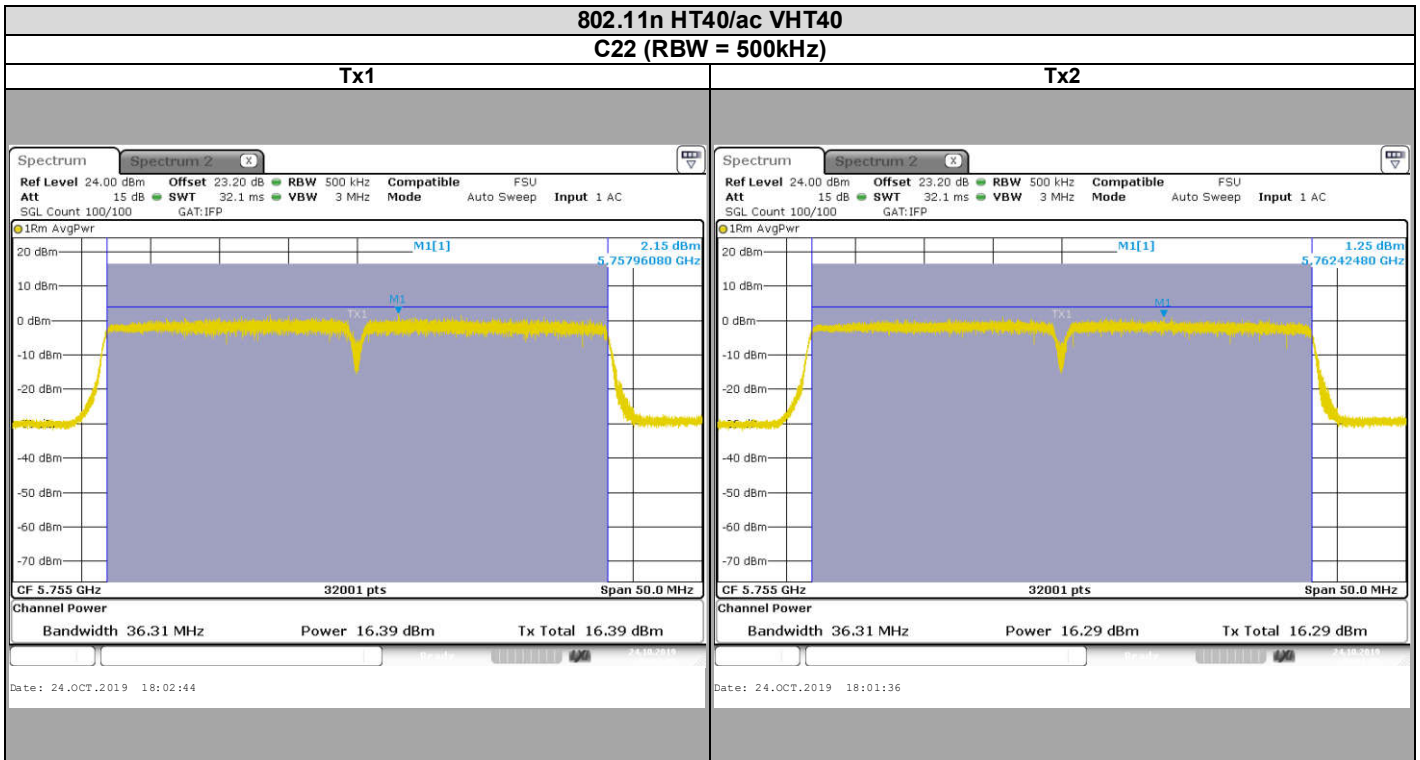 802.11n HT40/ac VHT40
C22 (RBW = 500kHz)
Tx1
Tx2
Spectrum
Spectrum 2
X
Ref Level 24.00 dBm Offset 23.20 dB RBW 500 kHz Compatible FSU
Att 15 dB SWT 32.1 ms VBW 3 MHz Mode Auto Sweep Input 1 AC
SGL Count 100/100 GAT:IFP
1Rm AvgPwr
M1[1] 2.15 dBm
5.75796080 GHz
20 dBm
10 dBm
M1
TX1
0 dBm
-10 dBm
-20 dBm
-40 dBm
-50 dBm
-60 dBm
-70 dBm
CF 5.755 GHz 32001 pts Span 50.0 MHz
Channel Power
Bandwidth 36.31 MHz Power 16.39 dBm Tx Total 16.39 dBm
Ready
24.10.2019
Date: 24.OCT.2019 18:02:44
Spectrum
Spectrum 2
X
Ref Level 24.00 dBm Offset 23.20 dB RBW 500 kHz Compatible FSU
Att 15 dB SWT 32.1 ms VBW 3 MHz Mode Auto Sweep Input 1 AC
SGL Count 100/100 GAT:IFP
1Rm AvgPwr
M1[1] 1.25 dBm
5.76242480 GHz
20 dBm
10 dBm
M1
TX1
0 dBm
-10 dBm
-20 dBm
-40 dBm
-50 dBm
-60 dBm
-70 dBm
CF 5.755 GHz 32001 pts Span 50.0 MHz
Channel Power
Bandwidth 36.31 MHz Power 16.29 dBm Tx Total 16.29 dBm
Ready
24.10.2019
Date: 24.OCT.2019 18:01:36